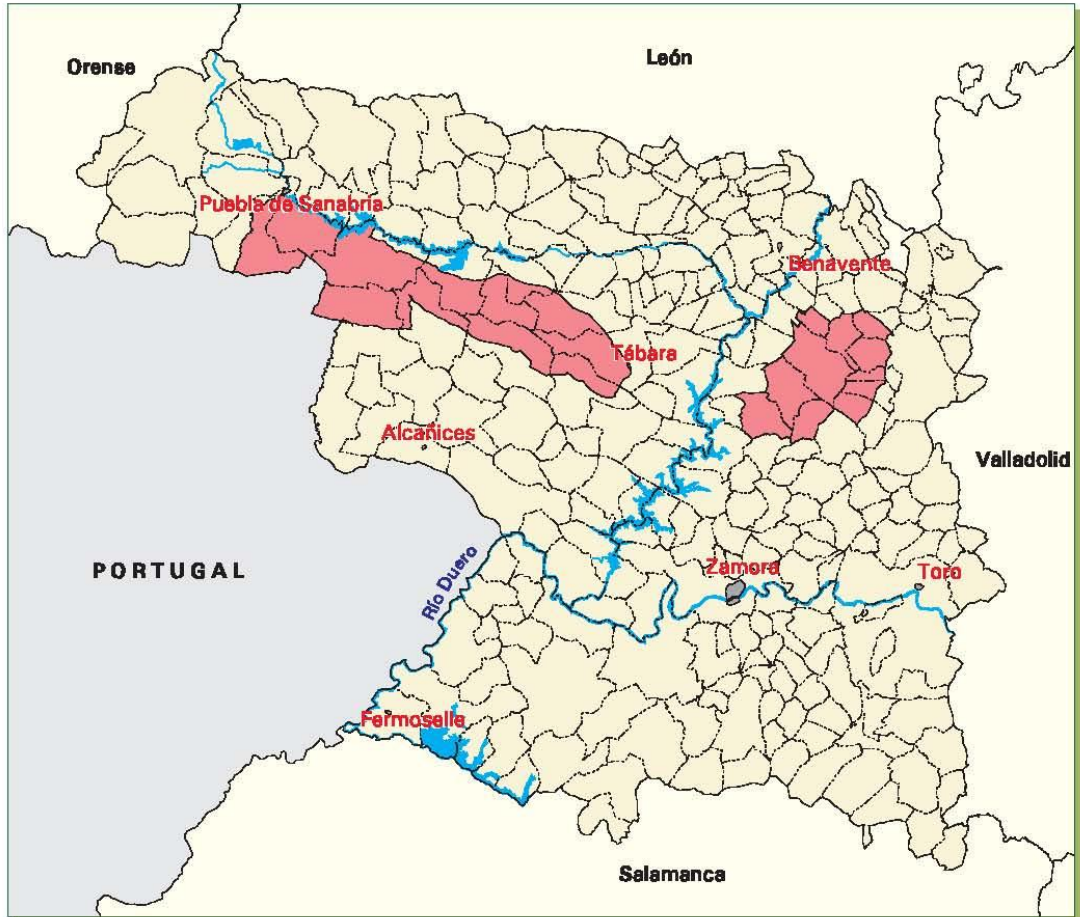 León
Orense
Puebla de Sanabria
Benavente
Tábara
Alcañices
Valladolid
PORTUGAL
Río Duero
Zamora
Toro
Fermoselle
Salamanca